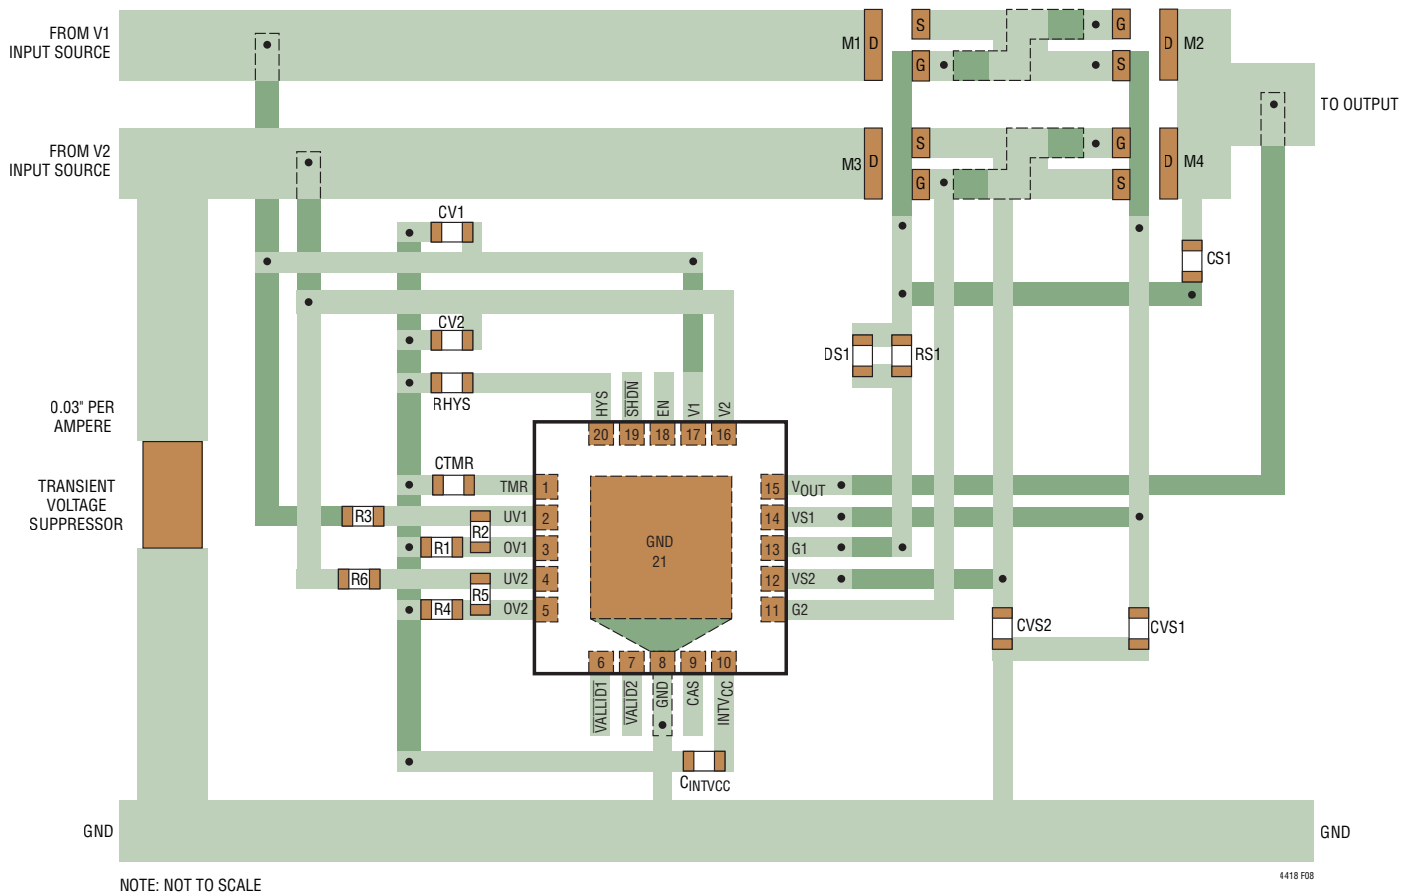 FROM V1
INPUT SOURCE
M1
D
S
G
G
S
D
M2
TO OUTPUT
FROM V2
INPUT SOURCE
M3
D
S
G
G
S
D
M4
CV1
CS1
CV2
DS1
RS1
RHYS
0.03" PER
AMPERE
HYS
SHDN
EN
V1
V2
20
19
18
17
16
TRANSIENT
VOLTAGE
SUPPRESSOR
CTMR
TMR
1
15
VOUT
R3
UV1
2
14
VS1
R2
R1
OV1
3
GND
21
13
G1
R6
UV2
4
12
VS2
R5
R4
OV2
5
11
G2
CVS2
CVS1
6
7
8
9
10
VALLID1
VALID2
GND
CAS
INTVCC
CINTVCC
GND
GND
NOTE: NOT TO SCALE
4418 F08